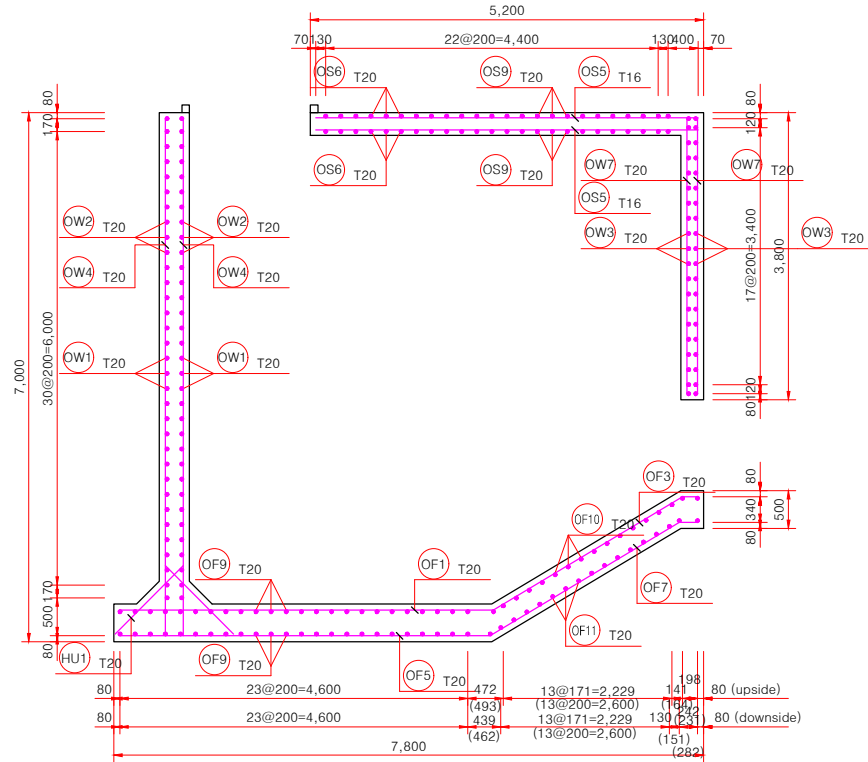 5,200
70 130 22@200=4,400 130 400 70
OS6 T20 OS9 T20 OS5 T16
80
170
80
120
OS6 T20 OS9 T20 OW7 T20 OW7 T20
OS5 T16
OW2 T20 OW2 T20 OW3 T20 OW3 T20
OW4 T20 OW4 T20
17@200=3,400
3,800
OW1 T20 OW1 T20
7,000
30@200=6,000
120
80
OF3 T20
80
340
500
80
OF10 T20
OF9 T20 OF1 T20 OF7 T20
170
500
80
OF11 T20
HU1 T20 OF9 T20 OF5 T20
198
80 23@200=4,600 472 13@171=2,229 141 80 (upside)
(493) (13@200=2,600) (164)
242
80 23@200=4,600 439 13@171=2,229 130 (231) 80 (downside)
(462) (13@200=2,600) (151)
7,800 (282)